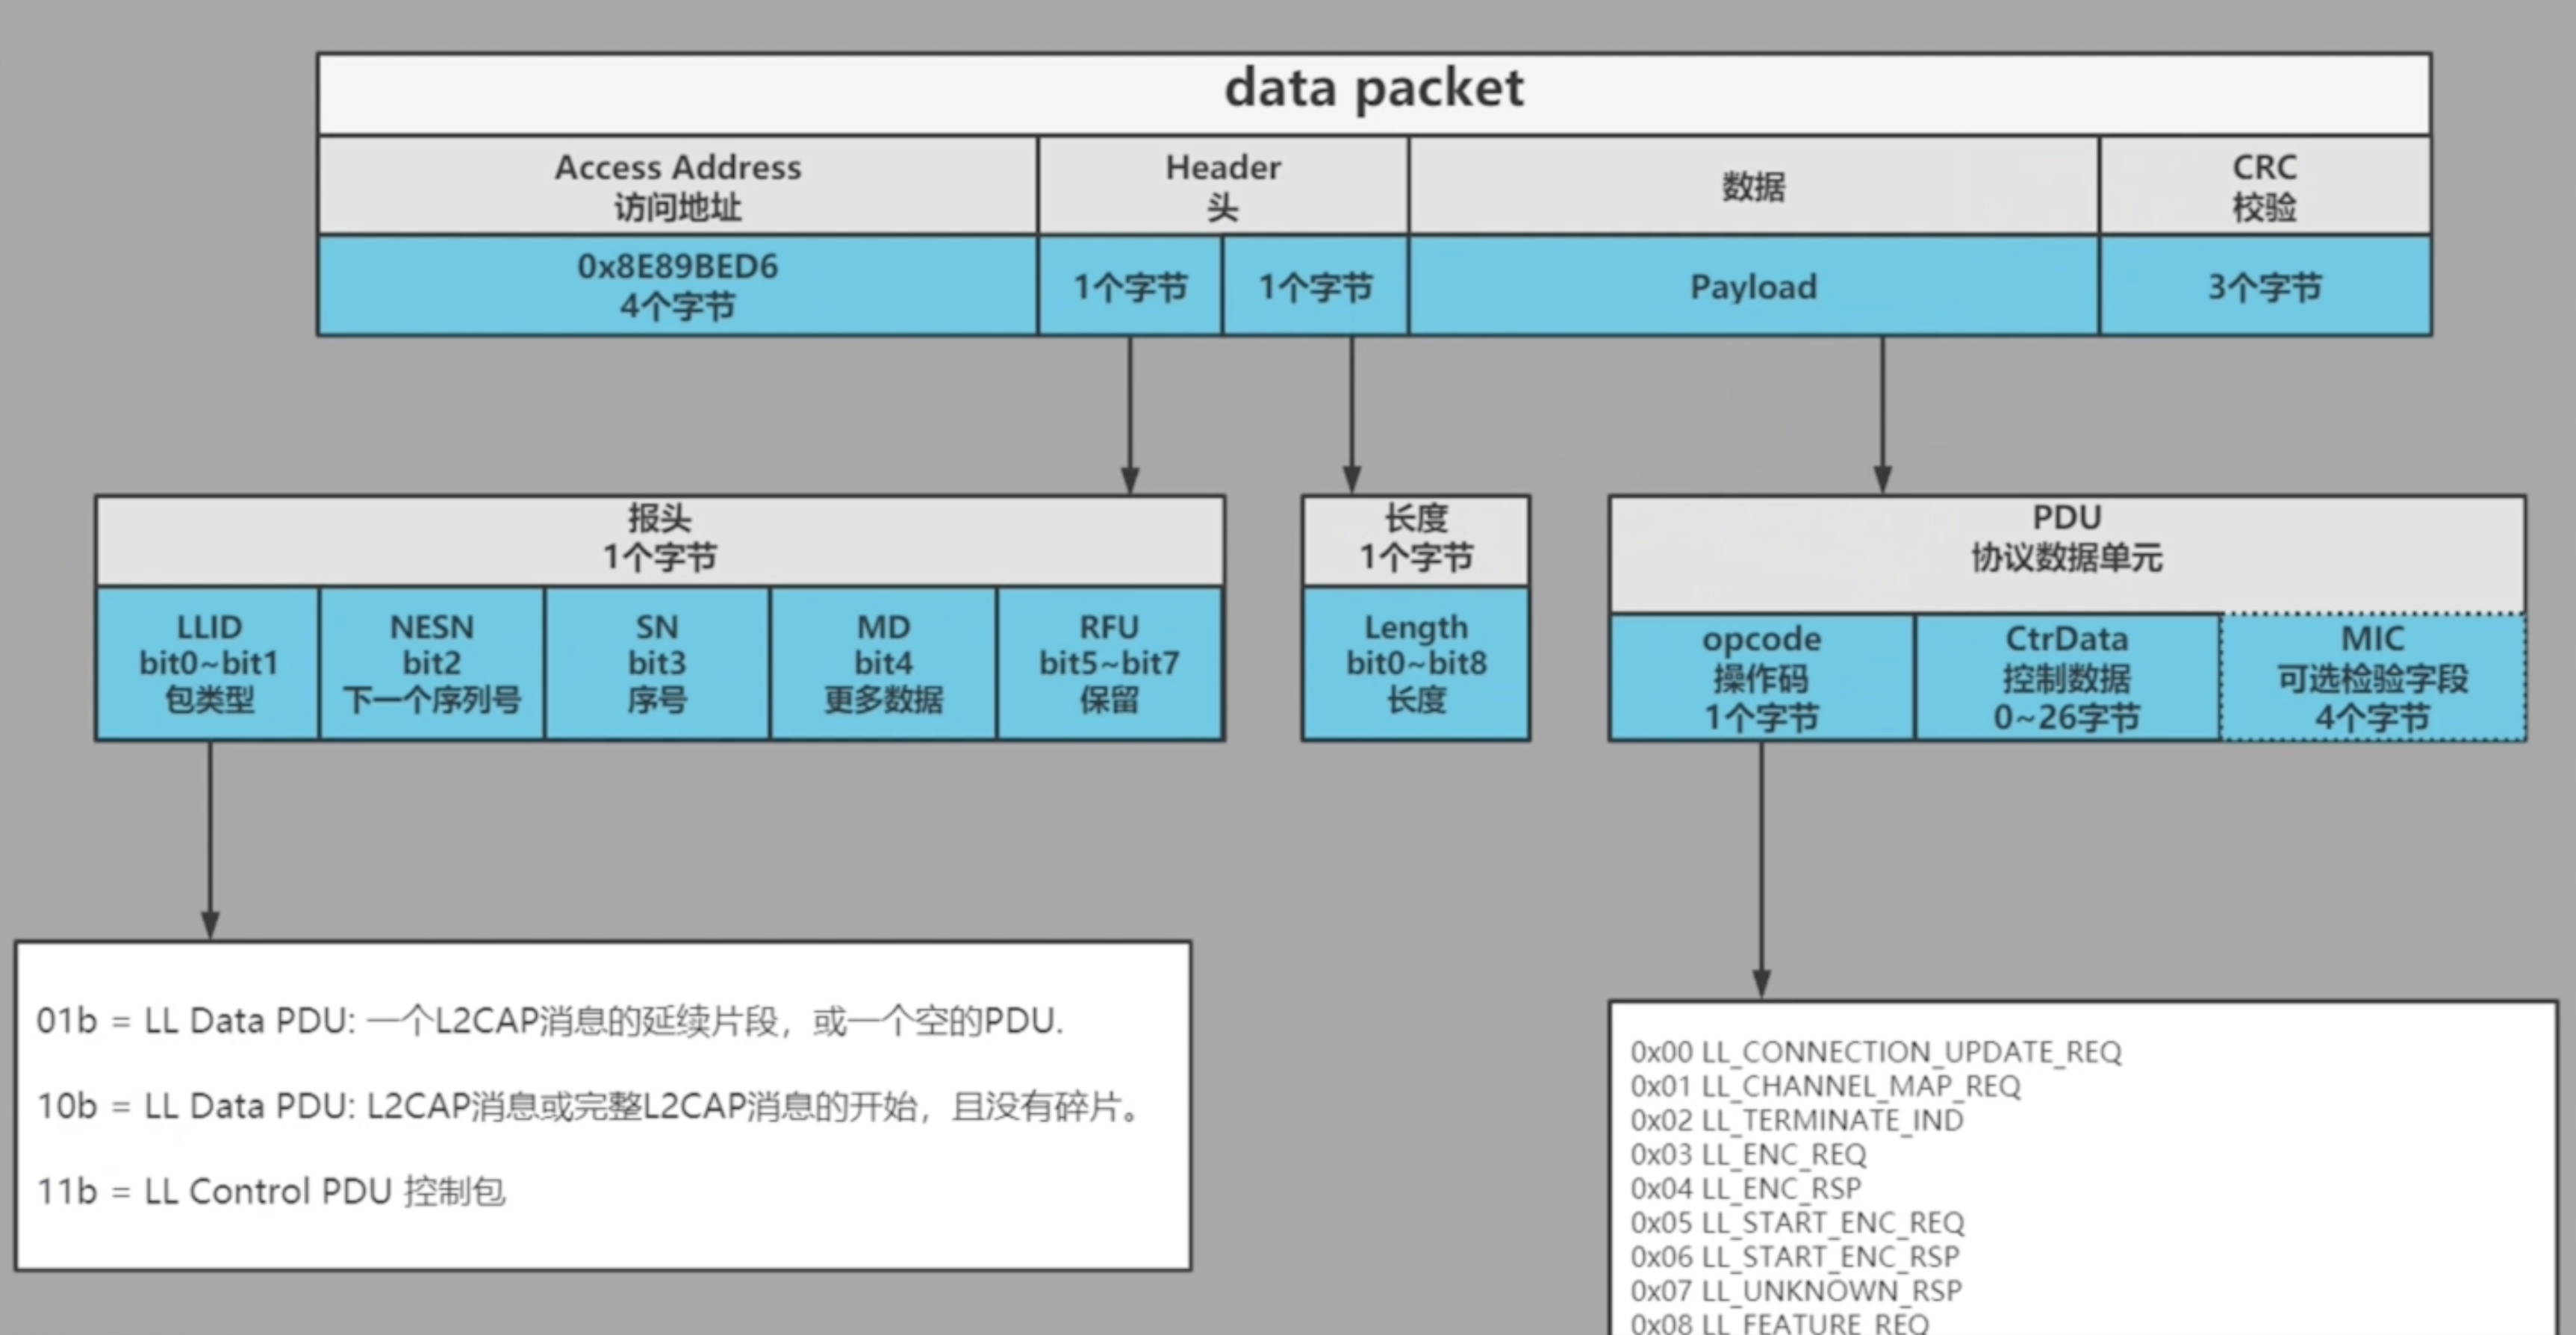 data packet
Access Address
访问地址
Header
头
数据
CRC
校验
0x8E89BED6
4个字节
1个字节
1个字节
Payload
3个字节
报头
1个字节
长度
1个字节
PDU
协议数据单元
LLID
bit0~bit1
包类型
NESN
bit2
下一个序列号
SN
bit3
序号
MD
bit4
更多数据
RFU
bit5~bit7
保留
Length
bit0~bit8
长度
opcode
操作码
1个字节
CtrData
控制数据
0~26字节
MIC
可选检验字段
4个字节
01b = LL Data PDU: 一个L2CAP消息的延续片段，或一个空的PDU.
10b = LL Data PDU: L2CAP消息或完整L2CAP消息的开始，且没有碎片。
11b = LL Control PDU 控制包
0x00 LL_CONNECTION_UPDATE_REQ
0x01 LL_CHANNEL_MAP_REQ
0x02 LL_TERMINATE_IND
0x03 LL_ENC_REQ
0x04 LL_ENC_RSP
0x05 LL_START_ENC_REQ
0x06 LL_START_ENC_RSP
0x07 LL_UNKNOWN_RSP
0x08 LL_FEATURE_REQ